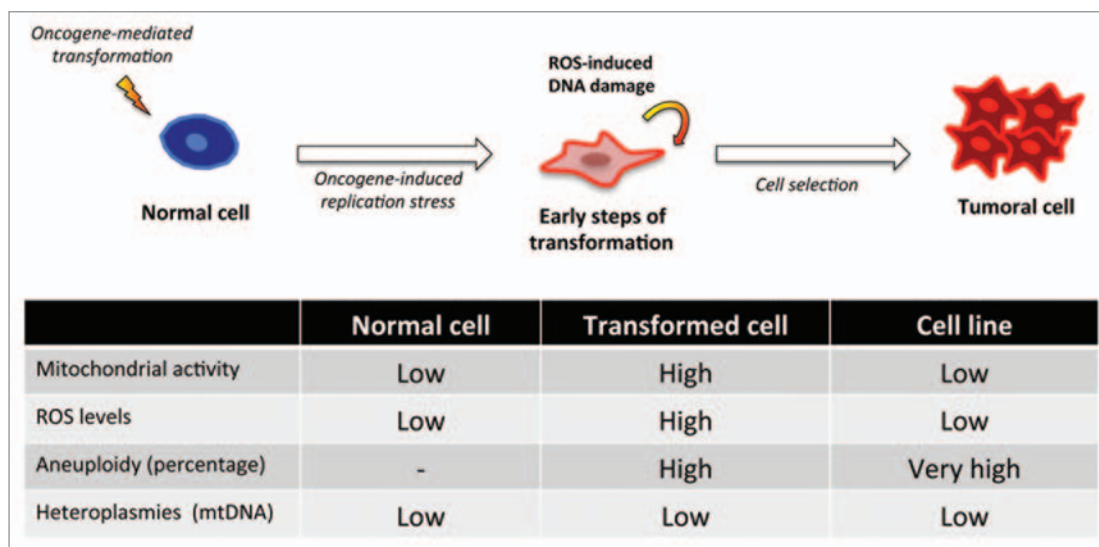 Oncogene-mediated
transformation
ROS-induced
DNA damage
Oncogene-induced
replication stress
Cell selection
Normal cell
Early steps of
transformation
Tumoral cell
Normal cell Transformed cell Cell line
Mitochondrial activity Low High Low
ROS levels Low High Low
Aneuploidy (percentage) - High Very high
Heteroplasmies (mtDNA) Low Low Low